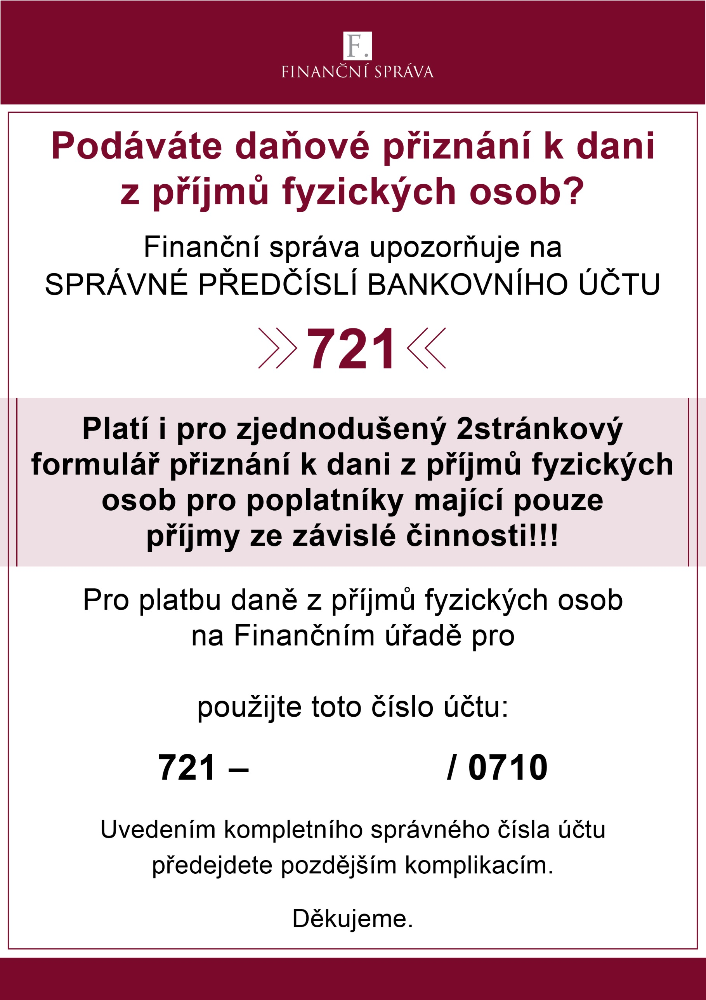 F.
FINANČNÍ SPRÁVA
Podáváte daňové přiznání k dani
z příjmů fyzických osob?
Finanční správa upozorňuje na
SPRÁVNÉ PŘEDČÍSLÍ BANKOVNÍHO ÚČTU
721
Platí i pro zjednodušený 2stránkový
formulář přiznání k dani z příjmů fyzických
osob pro poplatníky mající pouze
příjmy ze závislé činnosti!!!
Pro platbu daně z příjmů fyzických osob
na Finančním úřadě pro
použijte toto číslo účtu:
721 – / 0710
Uvedením kompletního správného čísla účtu
předejdete pozdějším komplikacím.
Děkujeme.